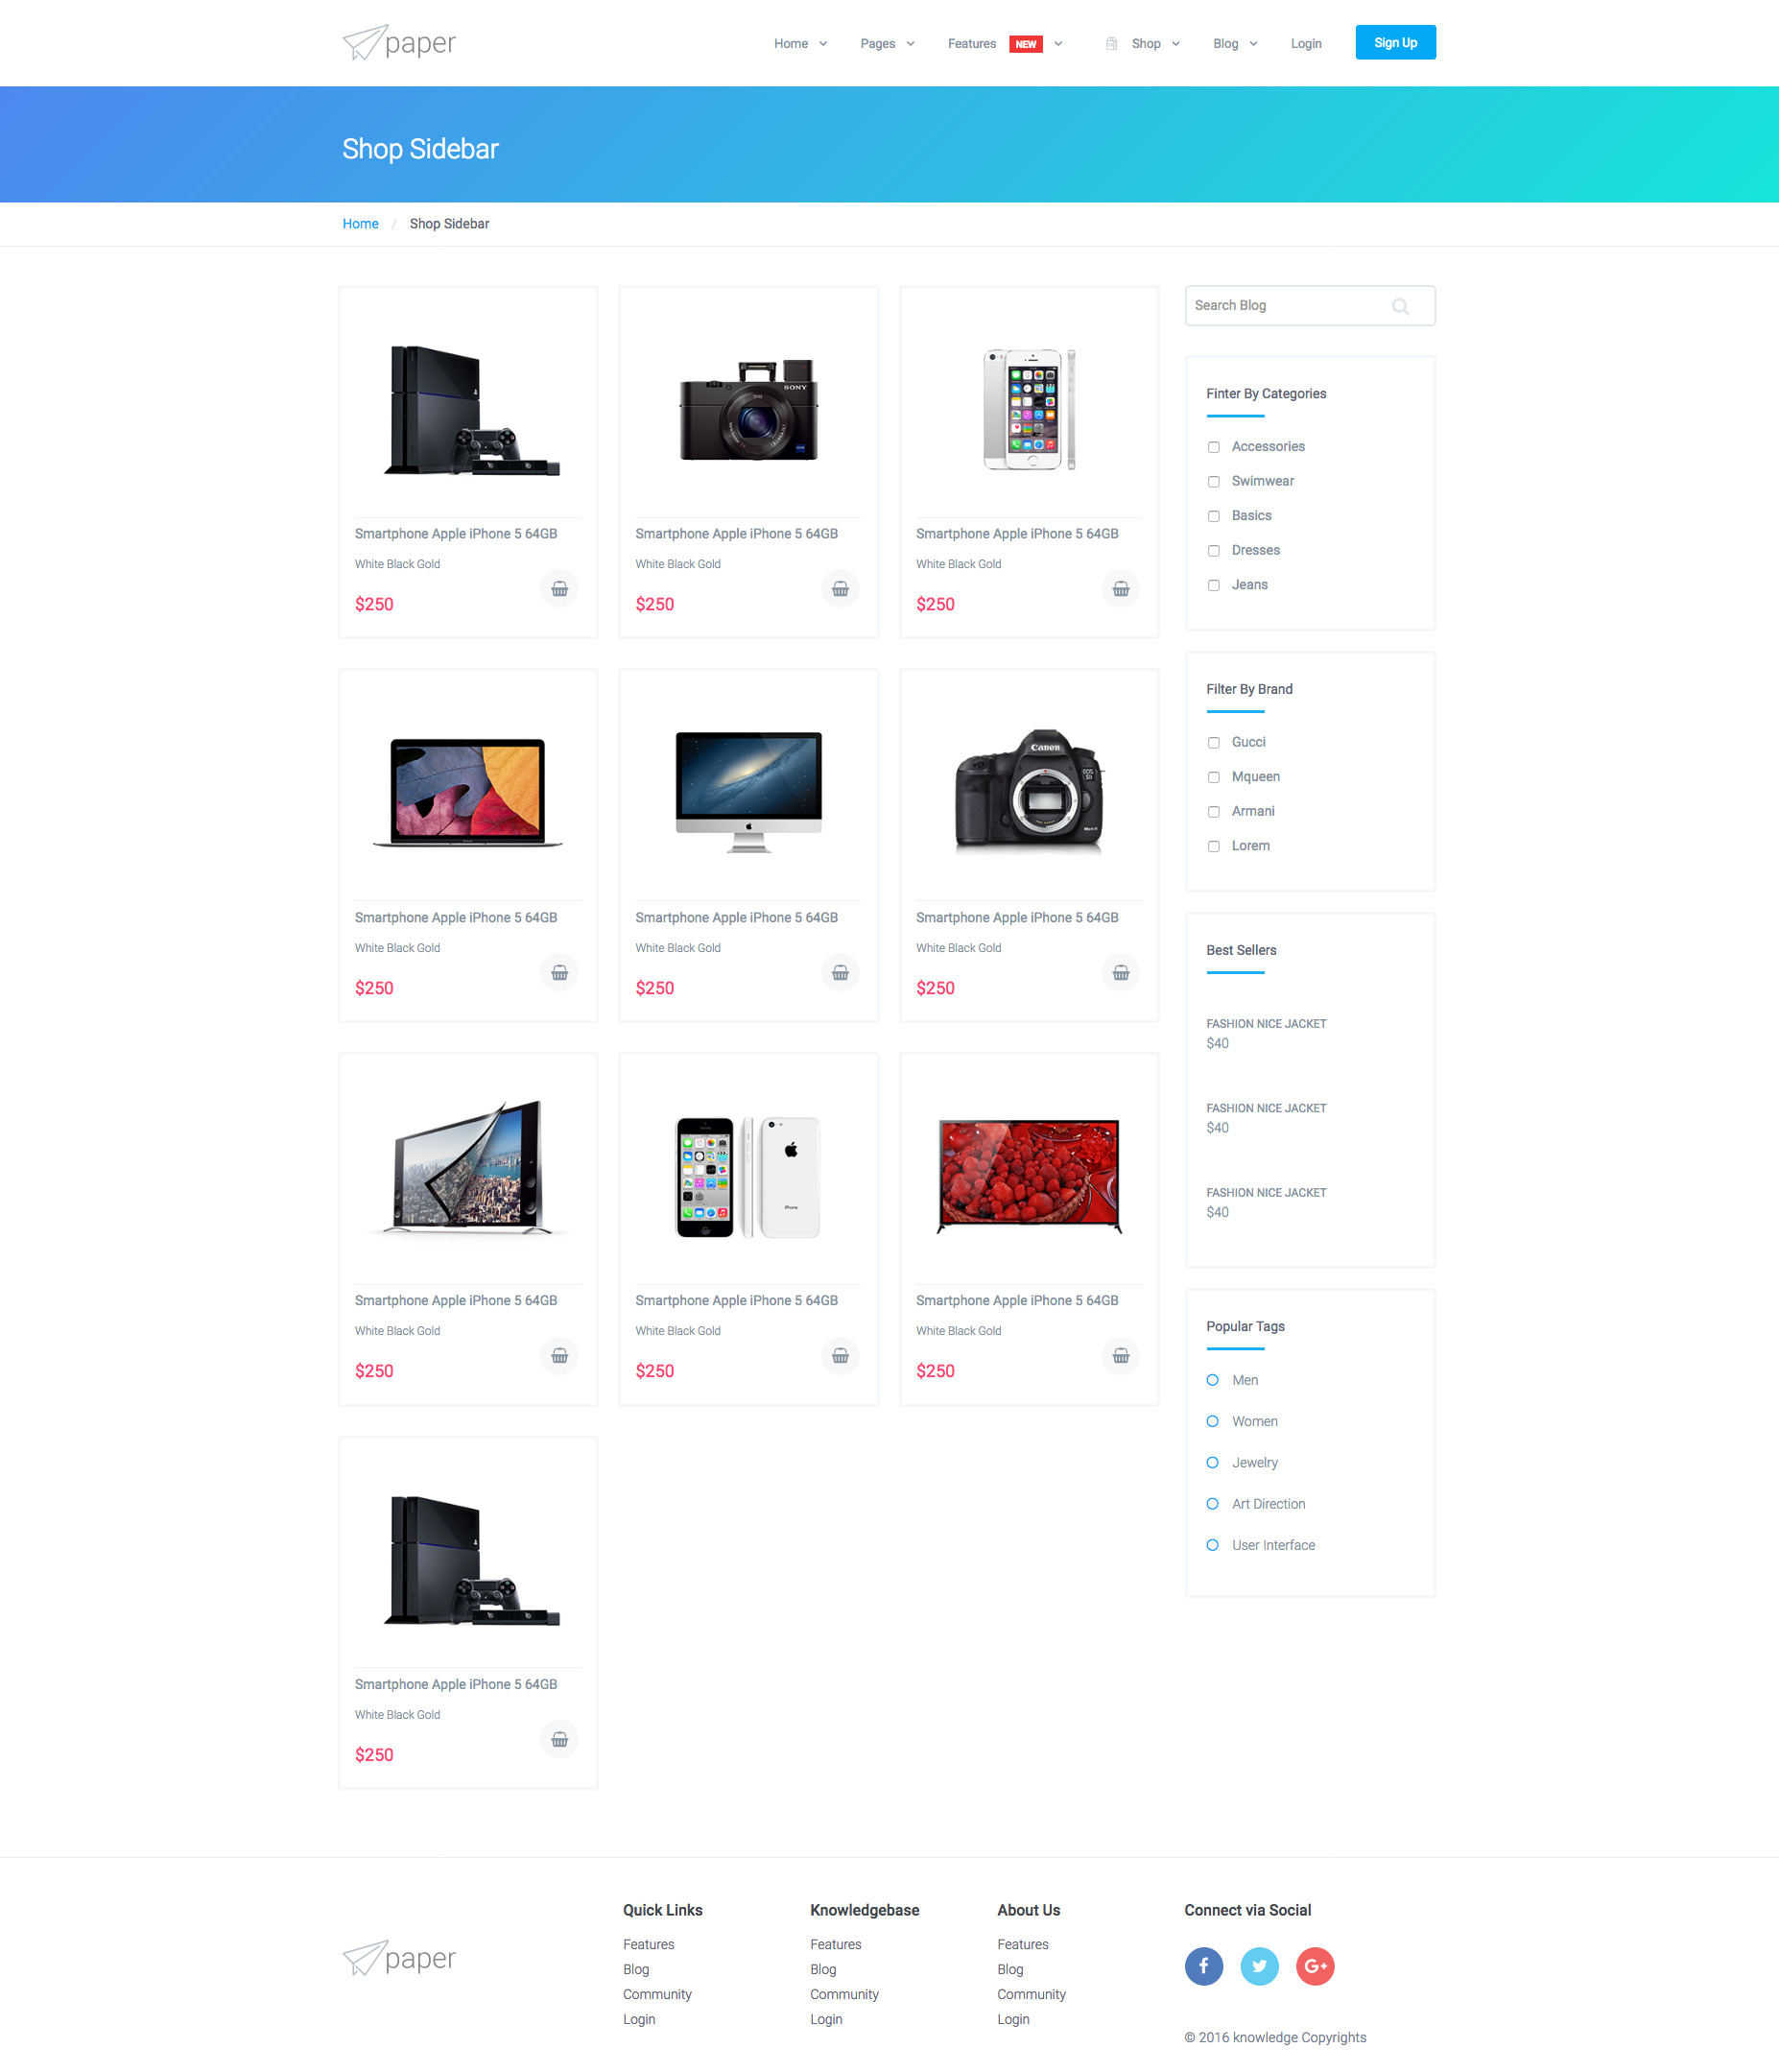 paper
Home Pages Features NEW Shop Blog Login Sign Up
Shop Sidebar
Home / Shop Sidebar
Search Blog
SONY
Smartphone Apple iPhone 5 64GB
White Black Gold
$250
Smartphone Apple iPhone 5 64GB
White Black Gold
$250
Smartphone Apple iPhone 5 64GB
White Black Gold
$250
Canon
EOS
5D
Mark III
Smartphone Apple iPhone 5 64GB
White Black Gold
$250
Smartphone Apple iPhone 5 64GB
White Black Gold
$250
Smartphone Apple iPhone 5 64GB
White Black Gold
$250
iPhone
Smartphone Apple iPhone 5 64GB
White Black Gold
$250
Smartphone Apple iPhone 5 64GB
White Black Gold
$250
Smartphone Apple iPhone 5 64GB
White Black Gold
$250
Smartphone Apple iPhone 5 64GB
White Black Gold
$250
Finter By Categories
Accessories
Swimwear
Basics
Dresses
Jeans
Filter By Brand
Gucci
Mqueen
Armani
Lorem
Best Sellers
FASHION NICE JACKET
$40
FASHION NICE JACKET
$40
FASHION NICE JACKET
$40
Popular Tags
Men
Women
Jewelry
Art Direction
User Interface
paper
Quick Links
Features
Blog
Community
Login
Knowledgebase
Features
Blog
Community
Login
About Us
Features
Blog
Community
Login
Connect via Social
© 2016 knowledge Copyrights